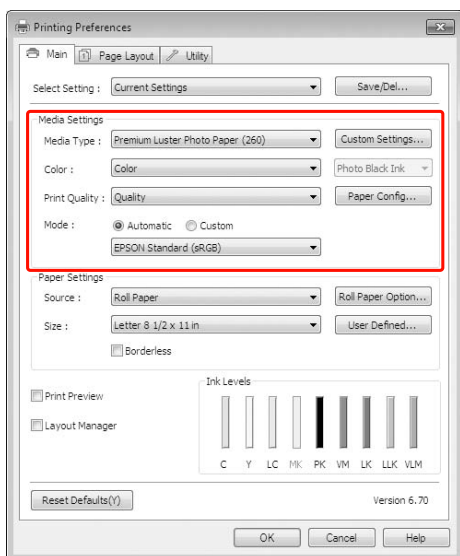 Printing Preferences
Main Page Layout Utility
Select Setting : Current Settings Save/Del...
Media Settings
Media Type : Premium Luster Photo Paper (260) Custom Settings...
Color : Color Photo Black Ink
Print Quality : Quality Paper Config...
Mode : Automatic Custom
EPSON Standard (sRGB)
Paper Settings
Source : Roll Paper Roll Paper Option...
Size : Letter 8 1/2 x 11 in User Defined...
Borderless
Ink Levels
Print Preview
Layout Manager
C Y LC MK PK VM LK LLK VLM
Reset Defaults(Y) Version 6.70
OK Cancel Help